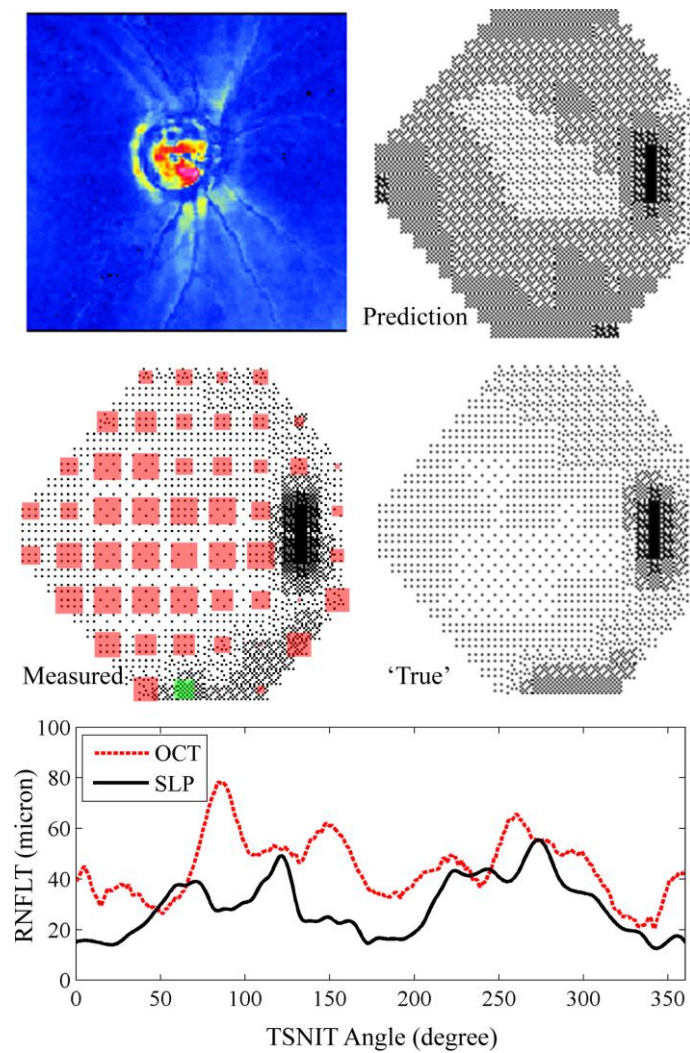 Prediction
Measured
‘True’
100
80
60
40
20
0
RNFLT (micron)
OCT
SLP
0 50 100 150 200 250 300 350
TSNIT Angle (degree)